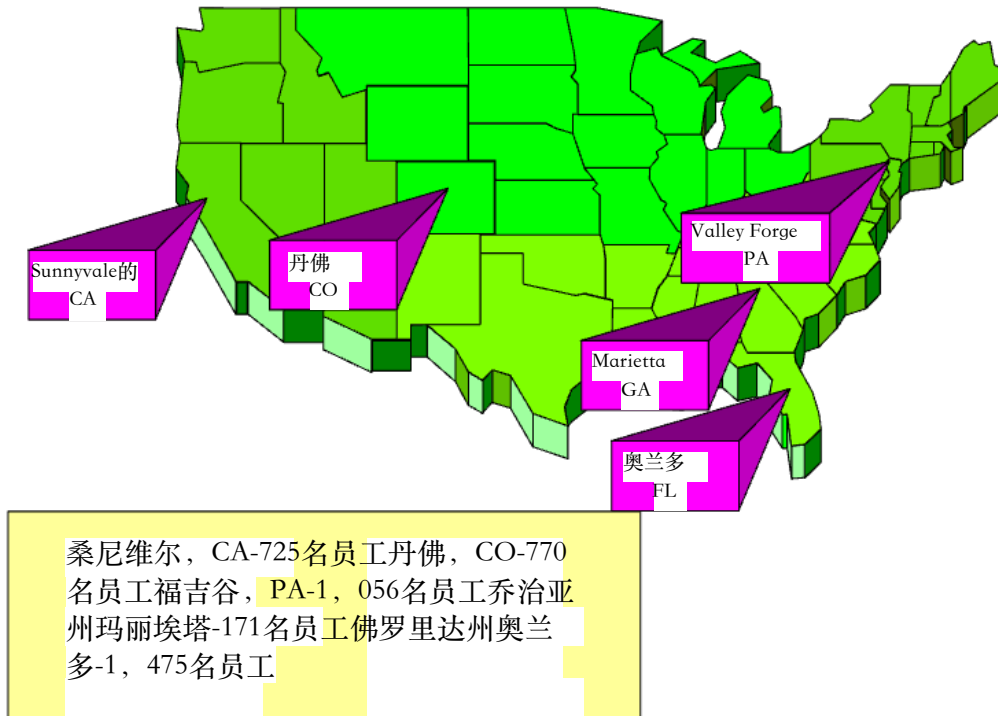 Sunnyvale的
CA
丹佛
CO
Valley Forge
PA
Marietta
GA
奥兰多
FL
桑尼维尔，CA-725名员工丹佛，CO-770
名员工福吉谷，PA-1，056名员工乔治亚
州玛丽埃塔-171名员工佛罗里达州奥兰
多-1，475名员工